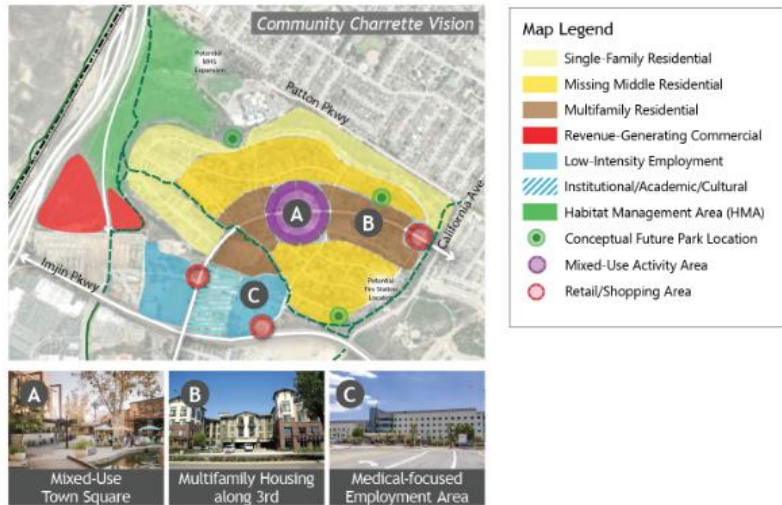 Community Charrette Vision
Potential
MHS
Expansion
Patton Pkwy
California Ave
A
B
Imjin Pkwy
C
Potential
Fire Station
Location
Map Legend
Single-Family Residential
Missing Middle Residential
Multifamily Residential
Revenue-Generating Commercial
Low-Intensity Employment
Institutional/Academic/Cultural
Habitat Management Area (HMA)
Conceptual Future Park Location
Mixed-Use Activity Area
Retail/Shopping Area
A
Mixed-Use
Town Square
B
Multifamily Housing
along 3rd
C
Medical-focused
Employment Area